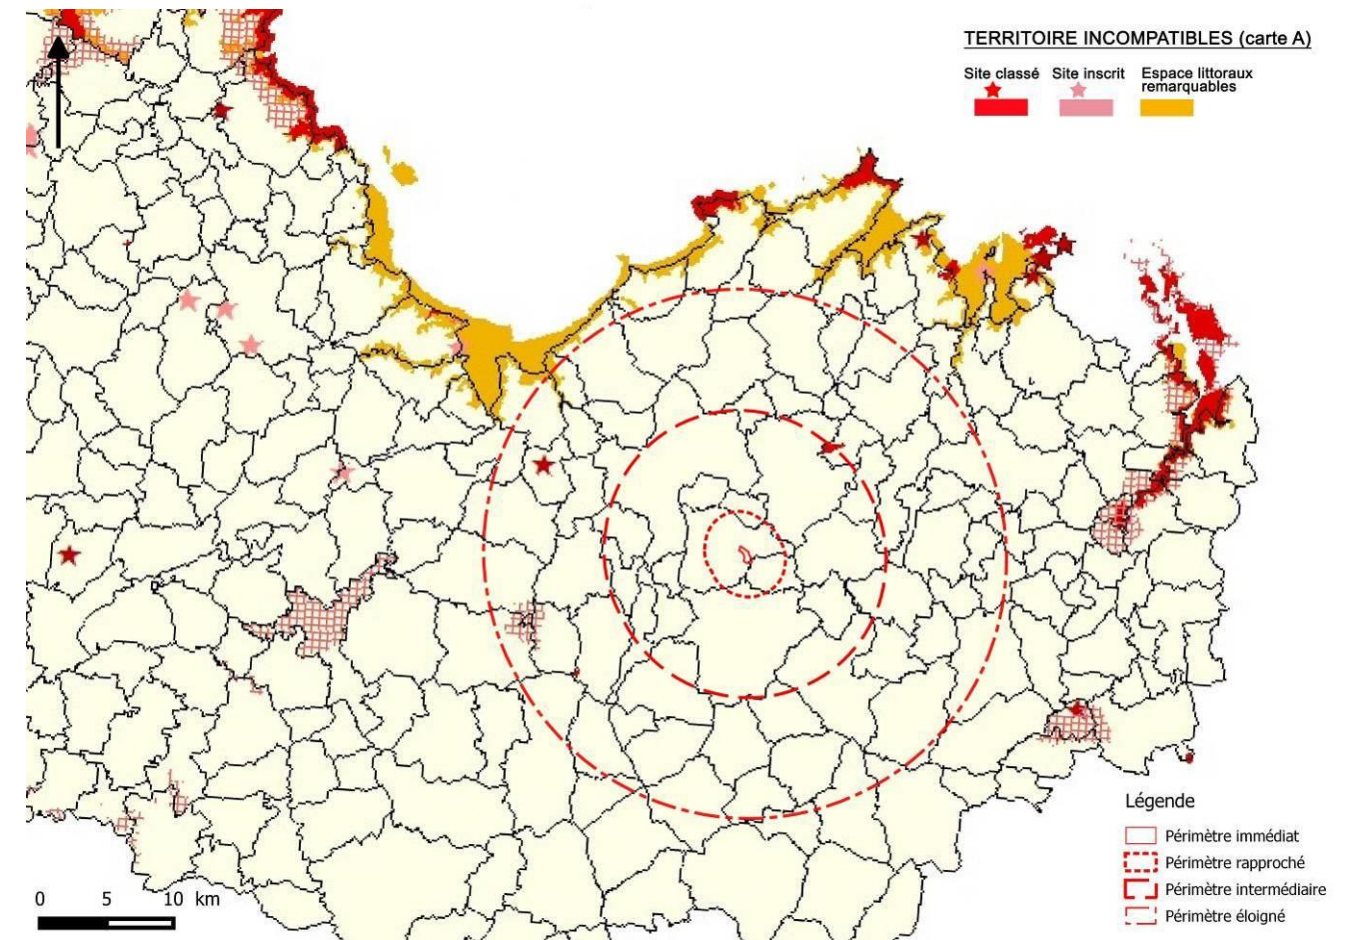 TERRITOIRE INCOMPATIBLES (carte A)
Site classé Site inscrit Espace littoraux
remarquables
Légende
Périmètre immédiat
Périmètre rapproché
Périmètre intermédiaire
Périmètre éloigné
0 5 10 km